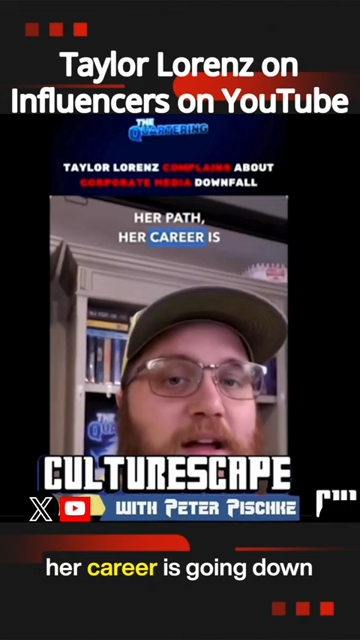 Taylor Lorenz on
Influencers on YouTube
THE
QUARTERING
TAYLOR LORENZ COMPLAINS ABOUT
CORPORATE MEDIA DOWNFALL
HER PATH,
HER CAREER IS
CULTURESCAPE
WITH PETER PISCHKE
her career is going down